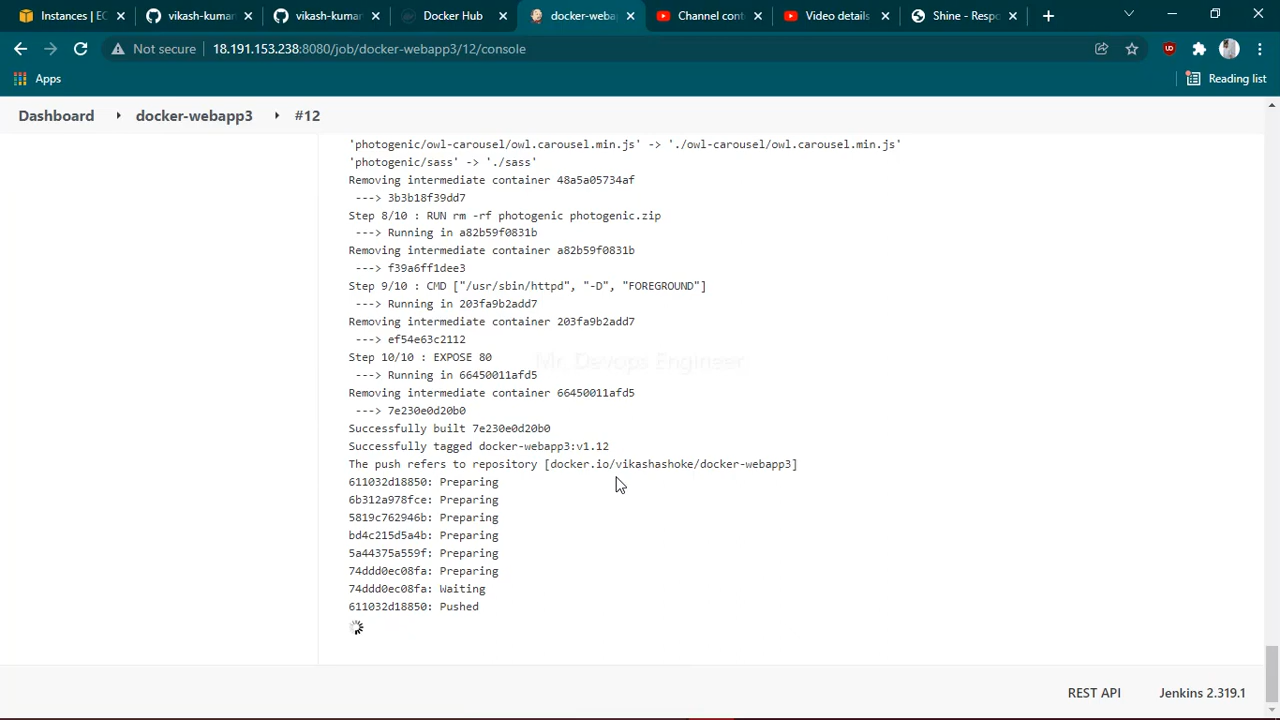 Instances | EC
vikash-kumar
vikash-kumar
Docker Hub
docker-weba
Channel cont
Video details
Shine - Respo
Not secure
18.191.153.238:8080/job/docker-webapp3/12/console
Apps
Reading list
Dashboard
docker-webapp3
#12
'photogenic/owl-carousel/owl.carousel.min.js' -> './owl-carousel/owl.carousel.min.js'
'photogenic/sass' -> './sass'
Removing intermediate container 48a5a05734af
---> 3b3b18f39dd7
Step 8/10 : RUN rm -rf photogenic photogenic.zip
---> Running in a82b59f0831b
Removing intermediate container a82b59f0831b
---> f39a6ff1dee3
Step 9/10 : CMD ["/usr/sbin/httpd", "-D", "FOREGROUND"]
---> Running in 203fa9b2add7
Removing intermediate container 203fa9b2add7
---> ef54e63c2112
Step 10/10 : EXPOSE 80
Mr. Devops Engineer
---> Running in 66450011afd5
Removing intermediate container 66450011afd5
---> 7e230e0d20b0
Successfully built 7e230e0d20b0
Successfully tagged docker-webapp3:v1.12
The push refers to repository [docker.io/vikashashoke/docker-webapp3]
611032d18850: Preparing
6b312a978fce: Preparing
5819c762946b: Preparing
bd4c215d5a4b: Preparing
5a44375a559f: Preparing
74ddd0ec08fa: Preparing
74ddd0ec08fa: Waiting
611032d18850: Pushed
REST API
Jenkins 2.319.1